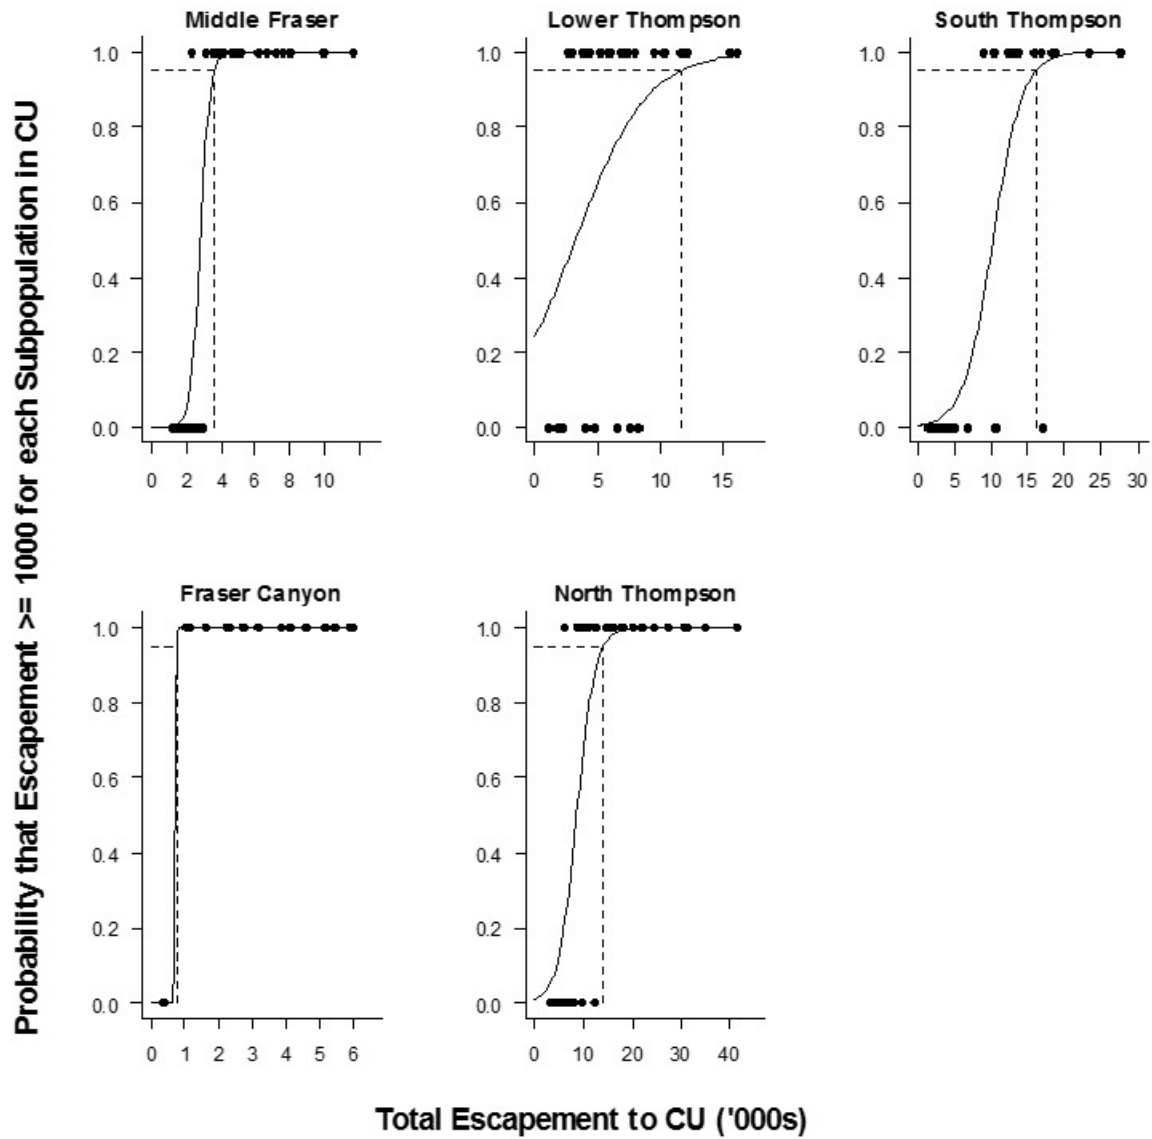 Probability that Escapement >= 1000 for each Subpopulation in CU
Middle Fraser
1.0
0.8
0.6
0.4
0.2
0.0
0 2 4 6 8 10
Lower Thompson
1.0
0.8
0.6
0.4
0.2
0.0
0 5 10 15
South Thompson
1.0
0.8
0.6
0.4
0.2
0.0
0 5 10 15 20 25 30
Fraser Canyon
1.0
0.8
0.6
0.4
0.2
0.0
0 1 2 3 4 5 6
North Thompson
1.0
0.8
0.6
0.4
0.2
0.0
0 10 20 30 40
Total Escapement to CU ('000s)